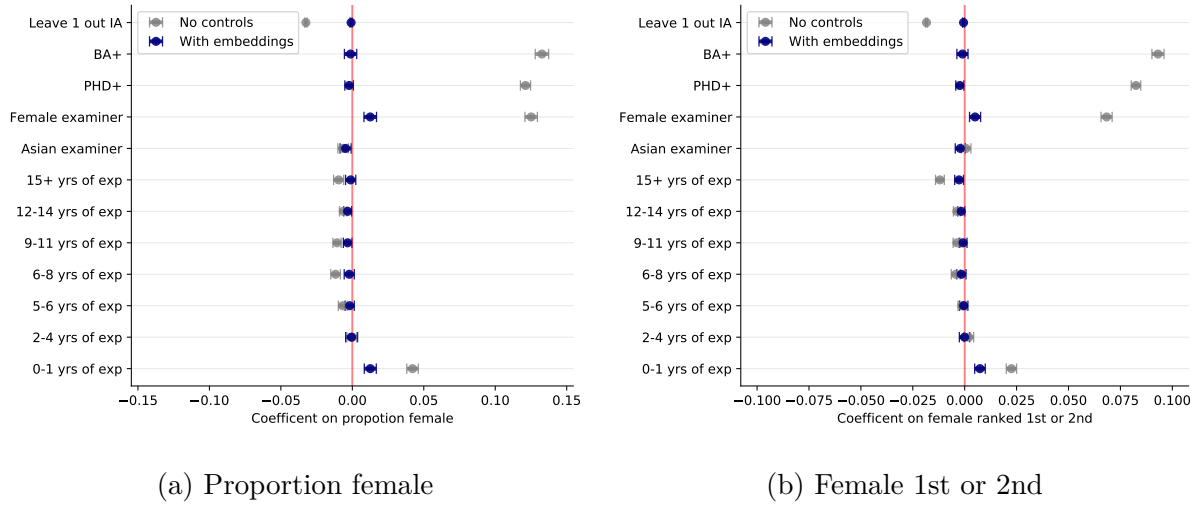 No controls
With embeddings
Leave 1 out IA
BA+
PHD+
Female examiner
Asian examiner
15+ yrs of exp
12-14 yrs of exp
9-11 yrs of exp
6-8 yrs of exp
5-6 yrs of exp
2-4 yrs of exp
0-1 yrs of exp
−0.15 −0.10 −0.05 0.00 0.05 0.10 0.15
Coefficent on propotion female
(a) Proportion female
No controls
With embeddings
Leave 1 out IA
BA+
PHD+
Female examiner
Asian examiner
15+ yrs of exp
12-14 yrs of exp
9-11 yrs of exp
6-8 yrs of exp
5-6 yrs of exp
2-4 yrs of exp
0-1 yrs of exp
−0.100 −0.075 −0.050 −0.025 0.000 0.025 0.050 0.075 0.100
Coefficent on female ranked 1st or 2nd
(b) Female 1st or 2nd